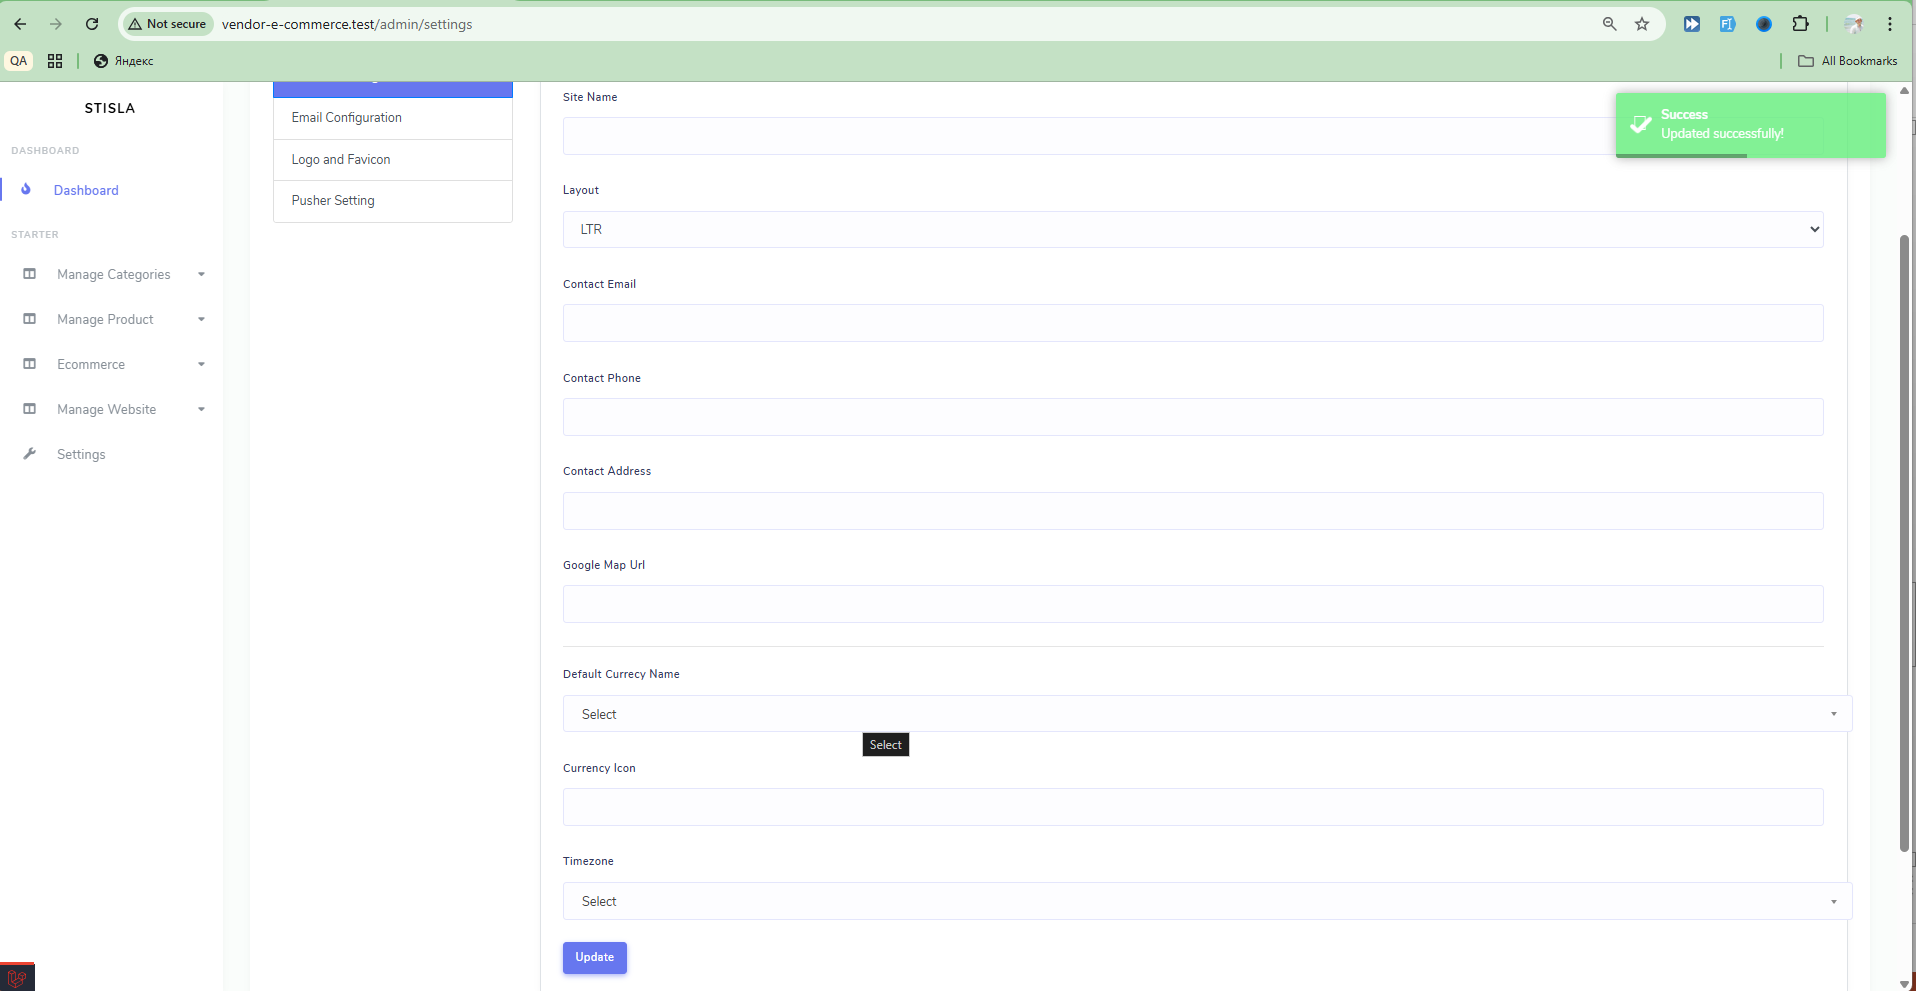 Not secure
vendor-e-commerce.test/admin/settings
QA
Яндекс
All Bookmarks
STISLA
DASHBOARD
Dashboard
STARTER
Manage Categories
Manage Product
Ecommerce
Manage Website
Settings
Email Configuration
Logo and Favicon
Pusher Setting
Site Name
Success
Updated successfully!
Layout
LTR
Contact Email
Contact Phone
Contact Address
Google Map Url
Default Currecy Name
Select
Select
Currency Icon
Timezone
Select
Update